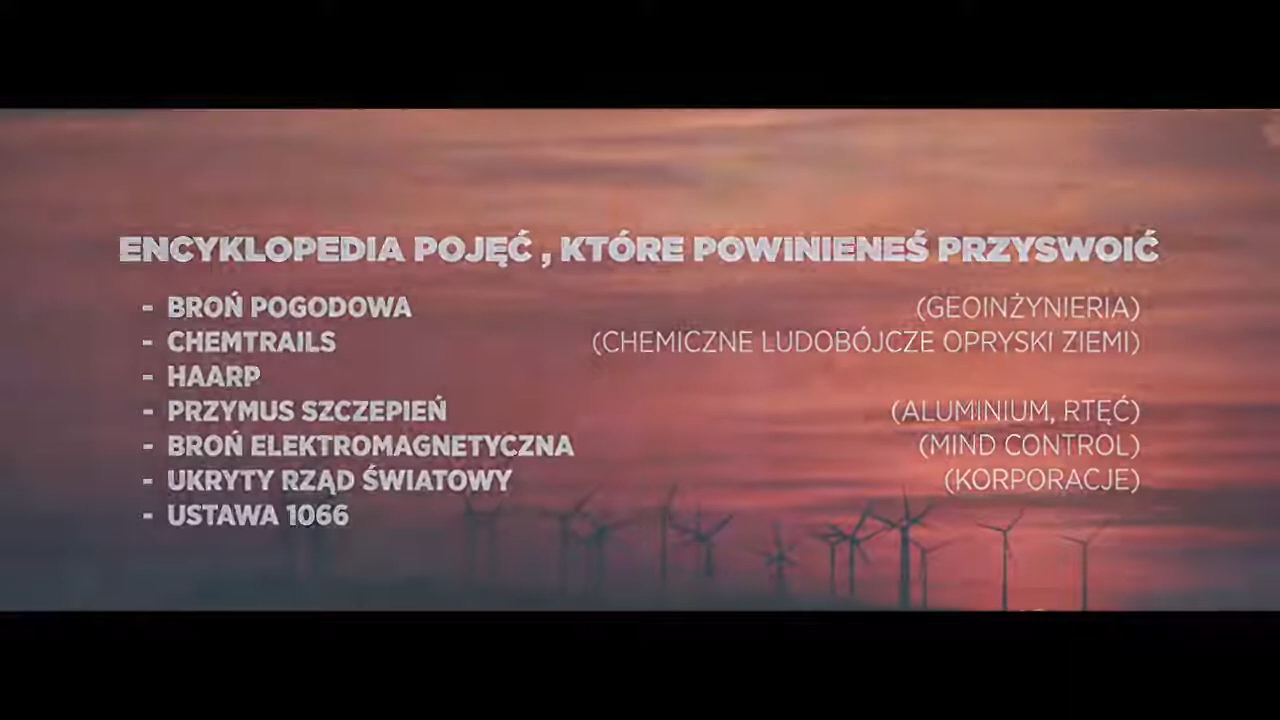 ENCYKLOPEDIA POJĘĆ , KTÓRE POWINIENEŚ PRZYSWOIĆ
- BROŃ POGODOWA (GEOINŻYNIERIA)
- CHEMTRAILS (CHEMICZNE LUDOBÓJCZE OPRYSKI ZIEMI)
- HAARP
- PRZYMUS SZCZEPIEŃ (ALUMINIUM, RTĘĆ)
- BROŃ ELEKTROMAGNETYCZNA (MIND CONTROL)
- UKRYTY RZĄD ŚWIATOWY (KORPORACJE)
- USTAWA 1066